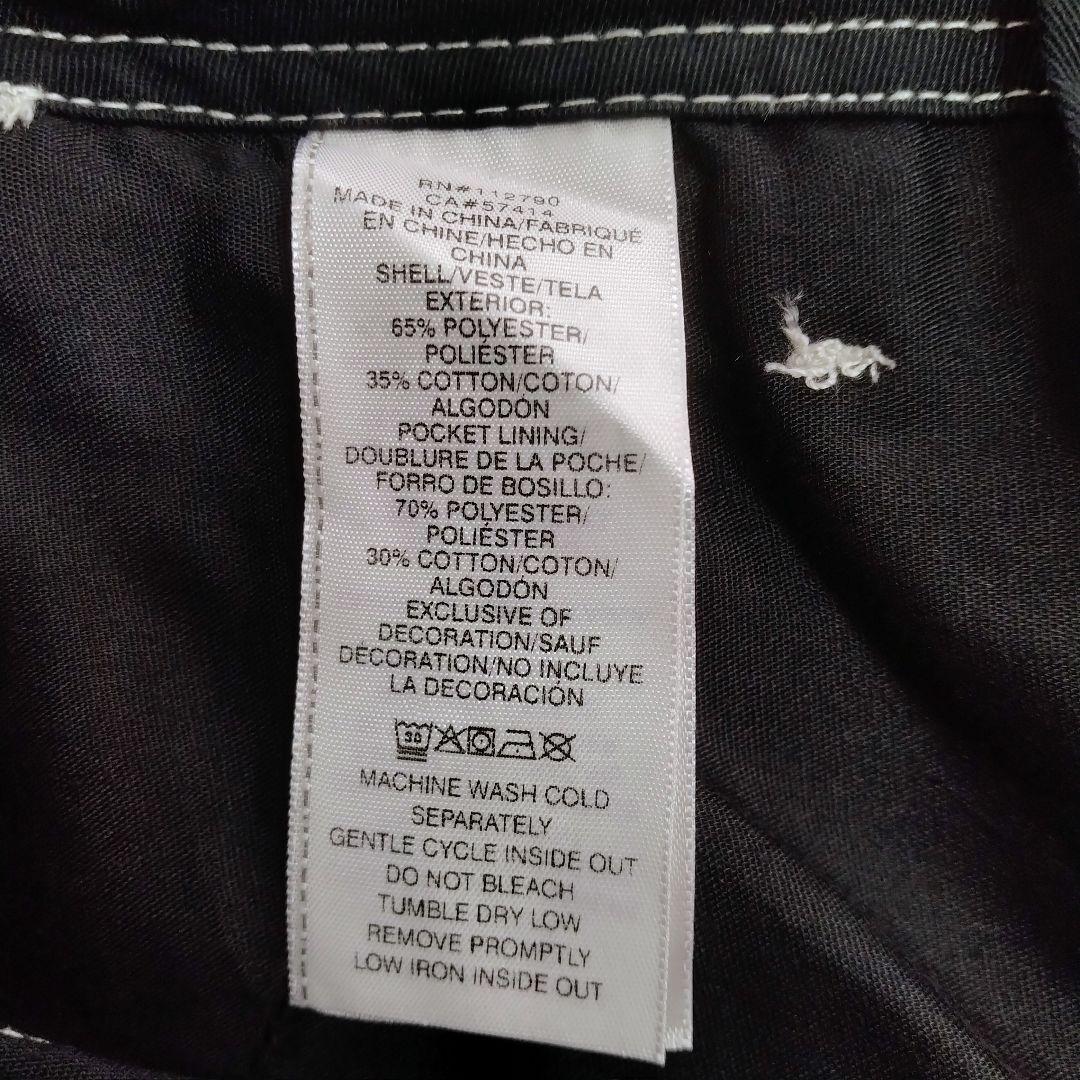 RN#112790
CA#57414
MADE IN CHINA/FABRIQUÉ
EN CHINE/HECHO EN
CHINA
SHELL/VESTE/TELA
EXTERIOR:
65% POLYESTER/
POLIÉSTER
35% COTTON/COTON/
ALGODÓN
POCKET LINING/
DOUBLURE DE LA POCHE/
FORRO DE BOSILLO:
70% POLYESTER/
POLIÉSTER
30% COTTON/COTON/
ALGODÓN
EXCLUSIVE OF
DECORATION/SAUF
DÉCORATION/NO INCLUYE
LA DECORACIÓN
30
MACHINE WASH COLD
SEPARATELY
GENTLE CYCLE INSIDE OUT
DO NOT BLEACH
TUMBLE DRY LOW
REMOVE PROMPTLY
LOW IRON INSIDE OUT